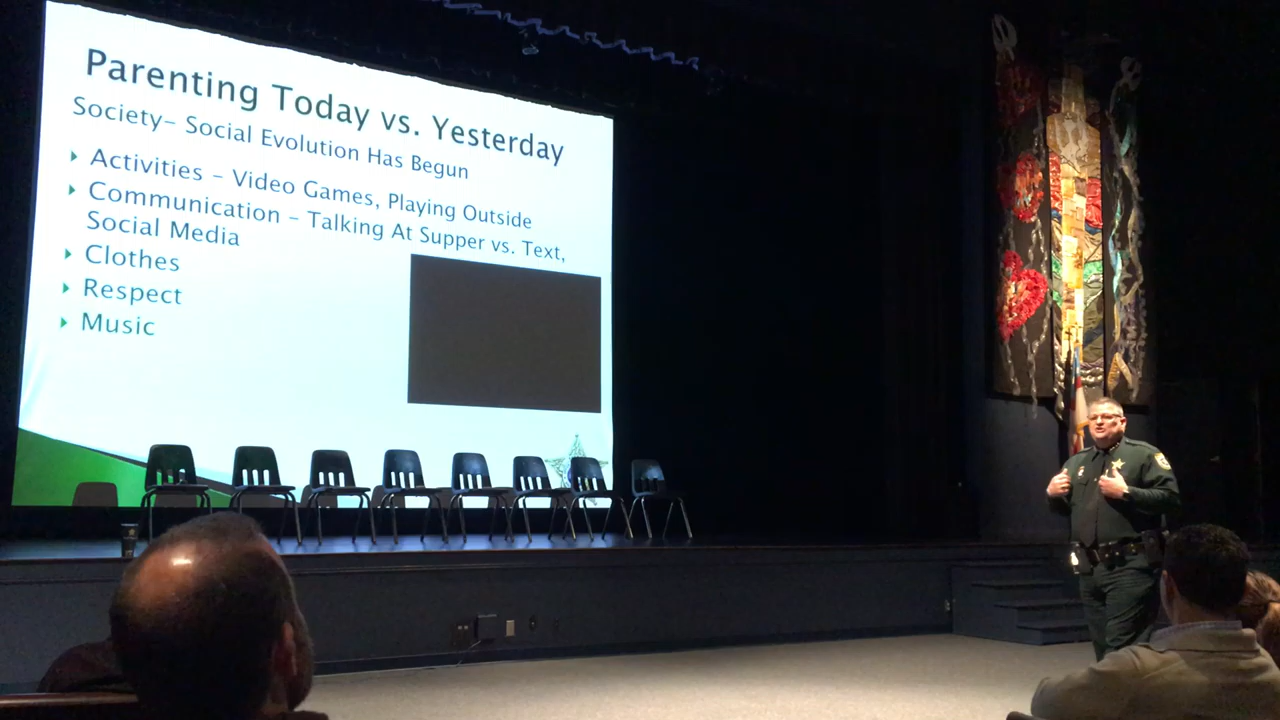 Parenting Today vs. Yesterday
Society- Social Evolution Has Begun
Activities – Video Games, Playing Outside
Communication – Talking At Supper vs. Text,
Social Media
Clothes
Respect
Music